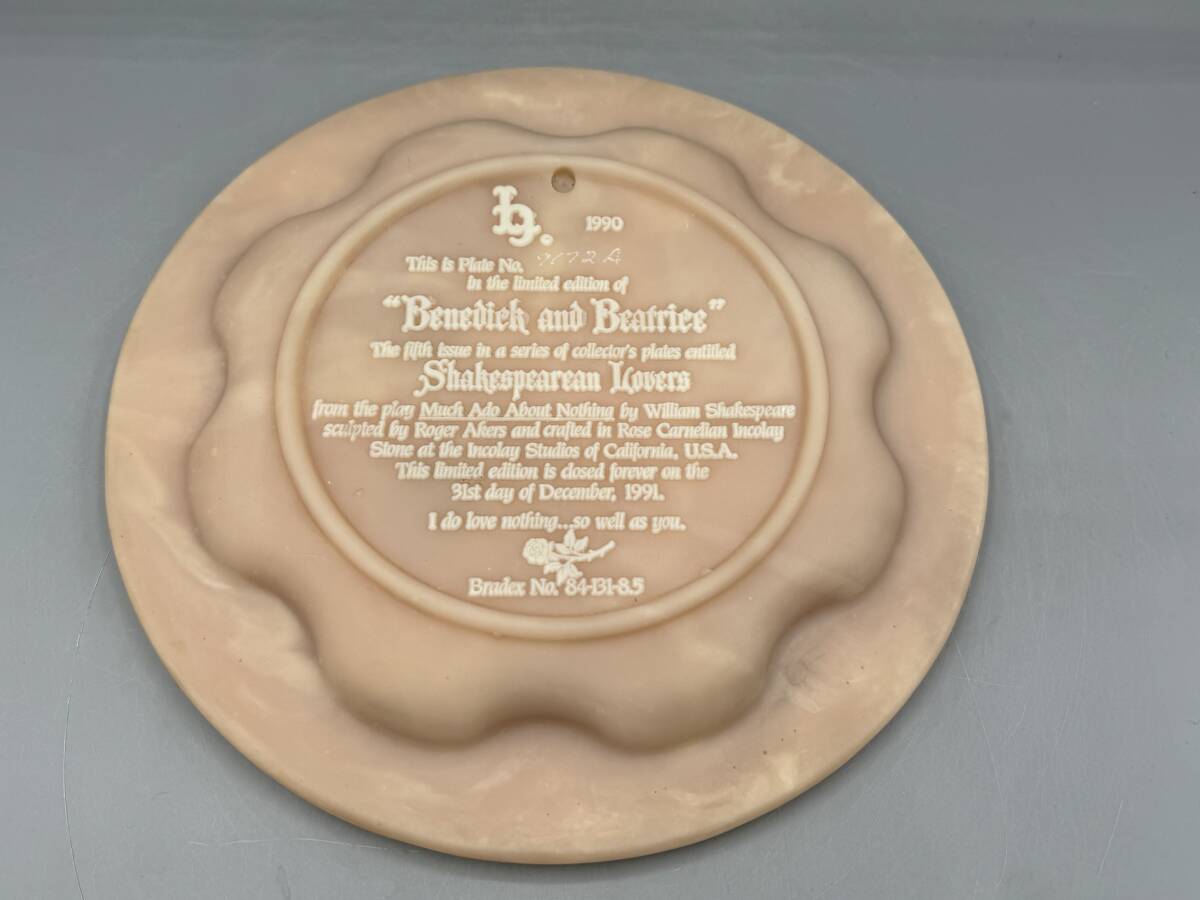 1990
This is Plate No.
in the limited edition of
"Benedick and Beatrice"
The fifth issue in a series of collector's plates entitled
Shakespearean Lovers
from the play Much Ado About Nothing by William Shakespeare
sculpted by Roger Akers and crafted in Rose Carnelian Incolay
Stone at the Incolay Studios of California, U.S.A.
This limited edition is closed forever on the
31st day of December, 1991.
I do love nothing...so well as you.
Bradex No. 84-I31-8.5